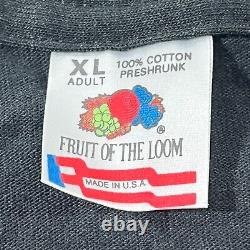 XL
ADULT
100% COTTON
PRESHRUNK
®
FRUIT OF THE LOOM
MADE IN U.S.A